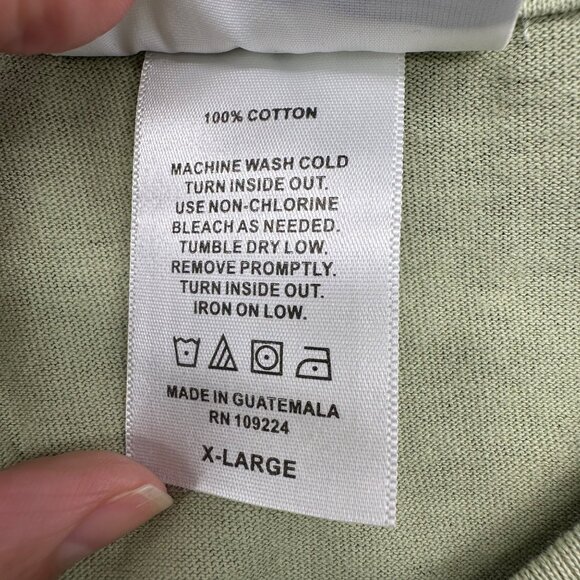 100% COTTON
MACHINE WASH COLD
TURN INSIDE OUT.
USE NON-CHLORINE
BLEACH AS NEEDED.
TUMBLE DRY LOW.
REMOVE PROMPTLY.
TURN INSIDE OUT.
IRON ON LOW.
MADE IN GUATEMALA
RN 109224
X-LARGE